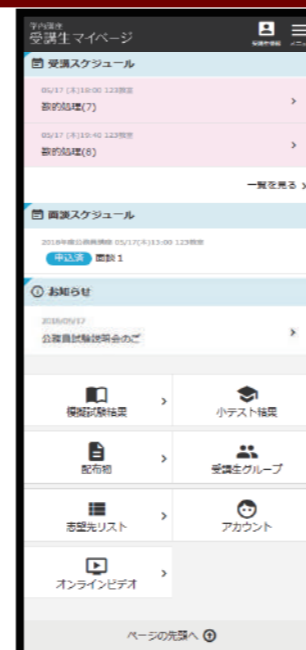 学内講座
受講生マイページ
受講生情報
メニュー
受講スケジュール
05/17 (木)18:00 123教室
数的処理(7)
05/17 (木)19:40 123教室
数的処理(8)
一覧を見る
面談スケジュール
2018年度公務員講座 05/17(木)13:00 123教室
申込済 面談 1
お知らせ
2018/05/17
公務員試験説明会のご
模擬試験結果
小テスト結果
配布物
受講生グループ
志望先リスト
アカウント
オンラインビデオ
ページの先頭へ